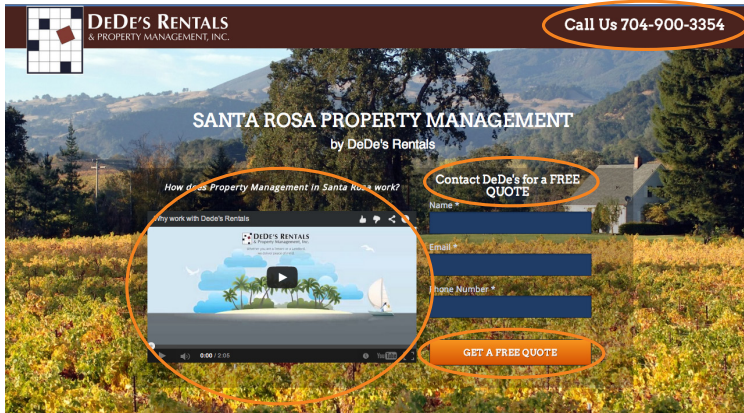 DEDE'S RENTALS
& PROPERTY MANAGEMENT, INC.
Call Us 704-900-3354
SANTA ROSA PROPERTY MANAGEMENT
by DeDe's Rentals
How does Property Management in Santa Rosa work?
Contact DeDe's for a FREE
QUOTE
Name *
Why work with Dede's Rentals
DEDE'S RENTALS
& Property Management, Inc.
Email *
Phone Number *
GET A FREE QUOTE
0:00 / 2:05
YouTube